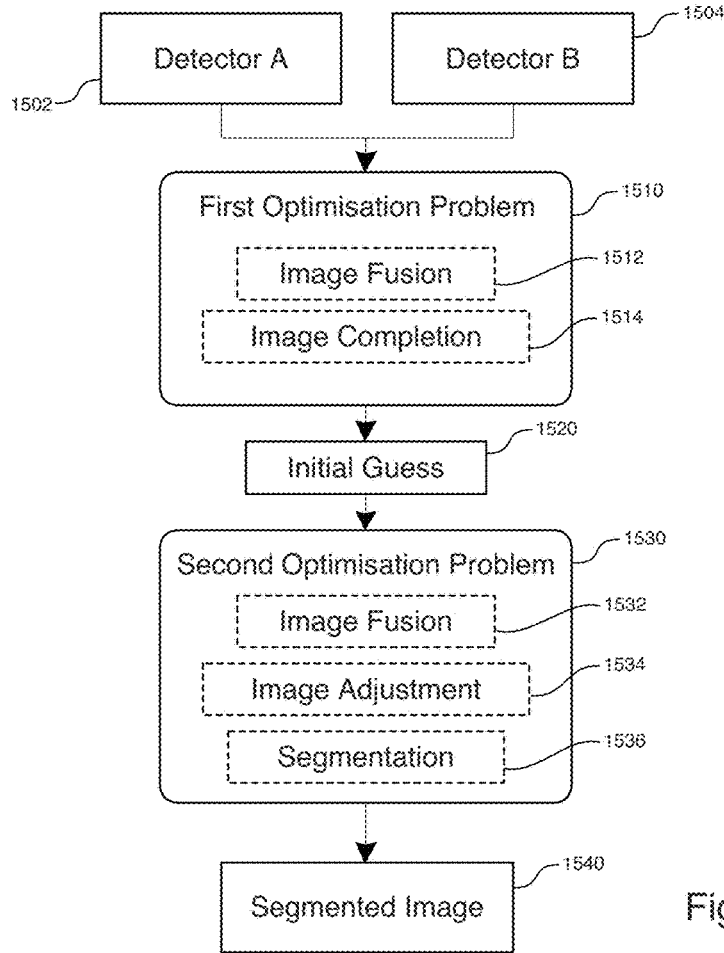 Detector A
Detector B
1504
1502
First Optimisation Problem
1510
Image Fusion
1512
Image Completion
1514
1520
Initial Guess
Second Optimisation Problem
1530
Image Fusion
1532
Image Adjustment
1534
Segmentation
1536
1540
Segmented Image
Fig